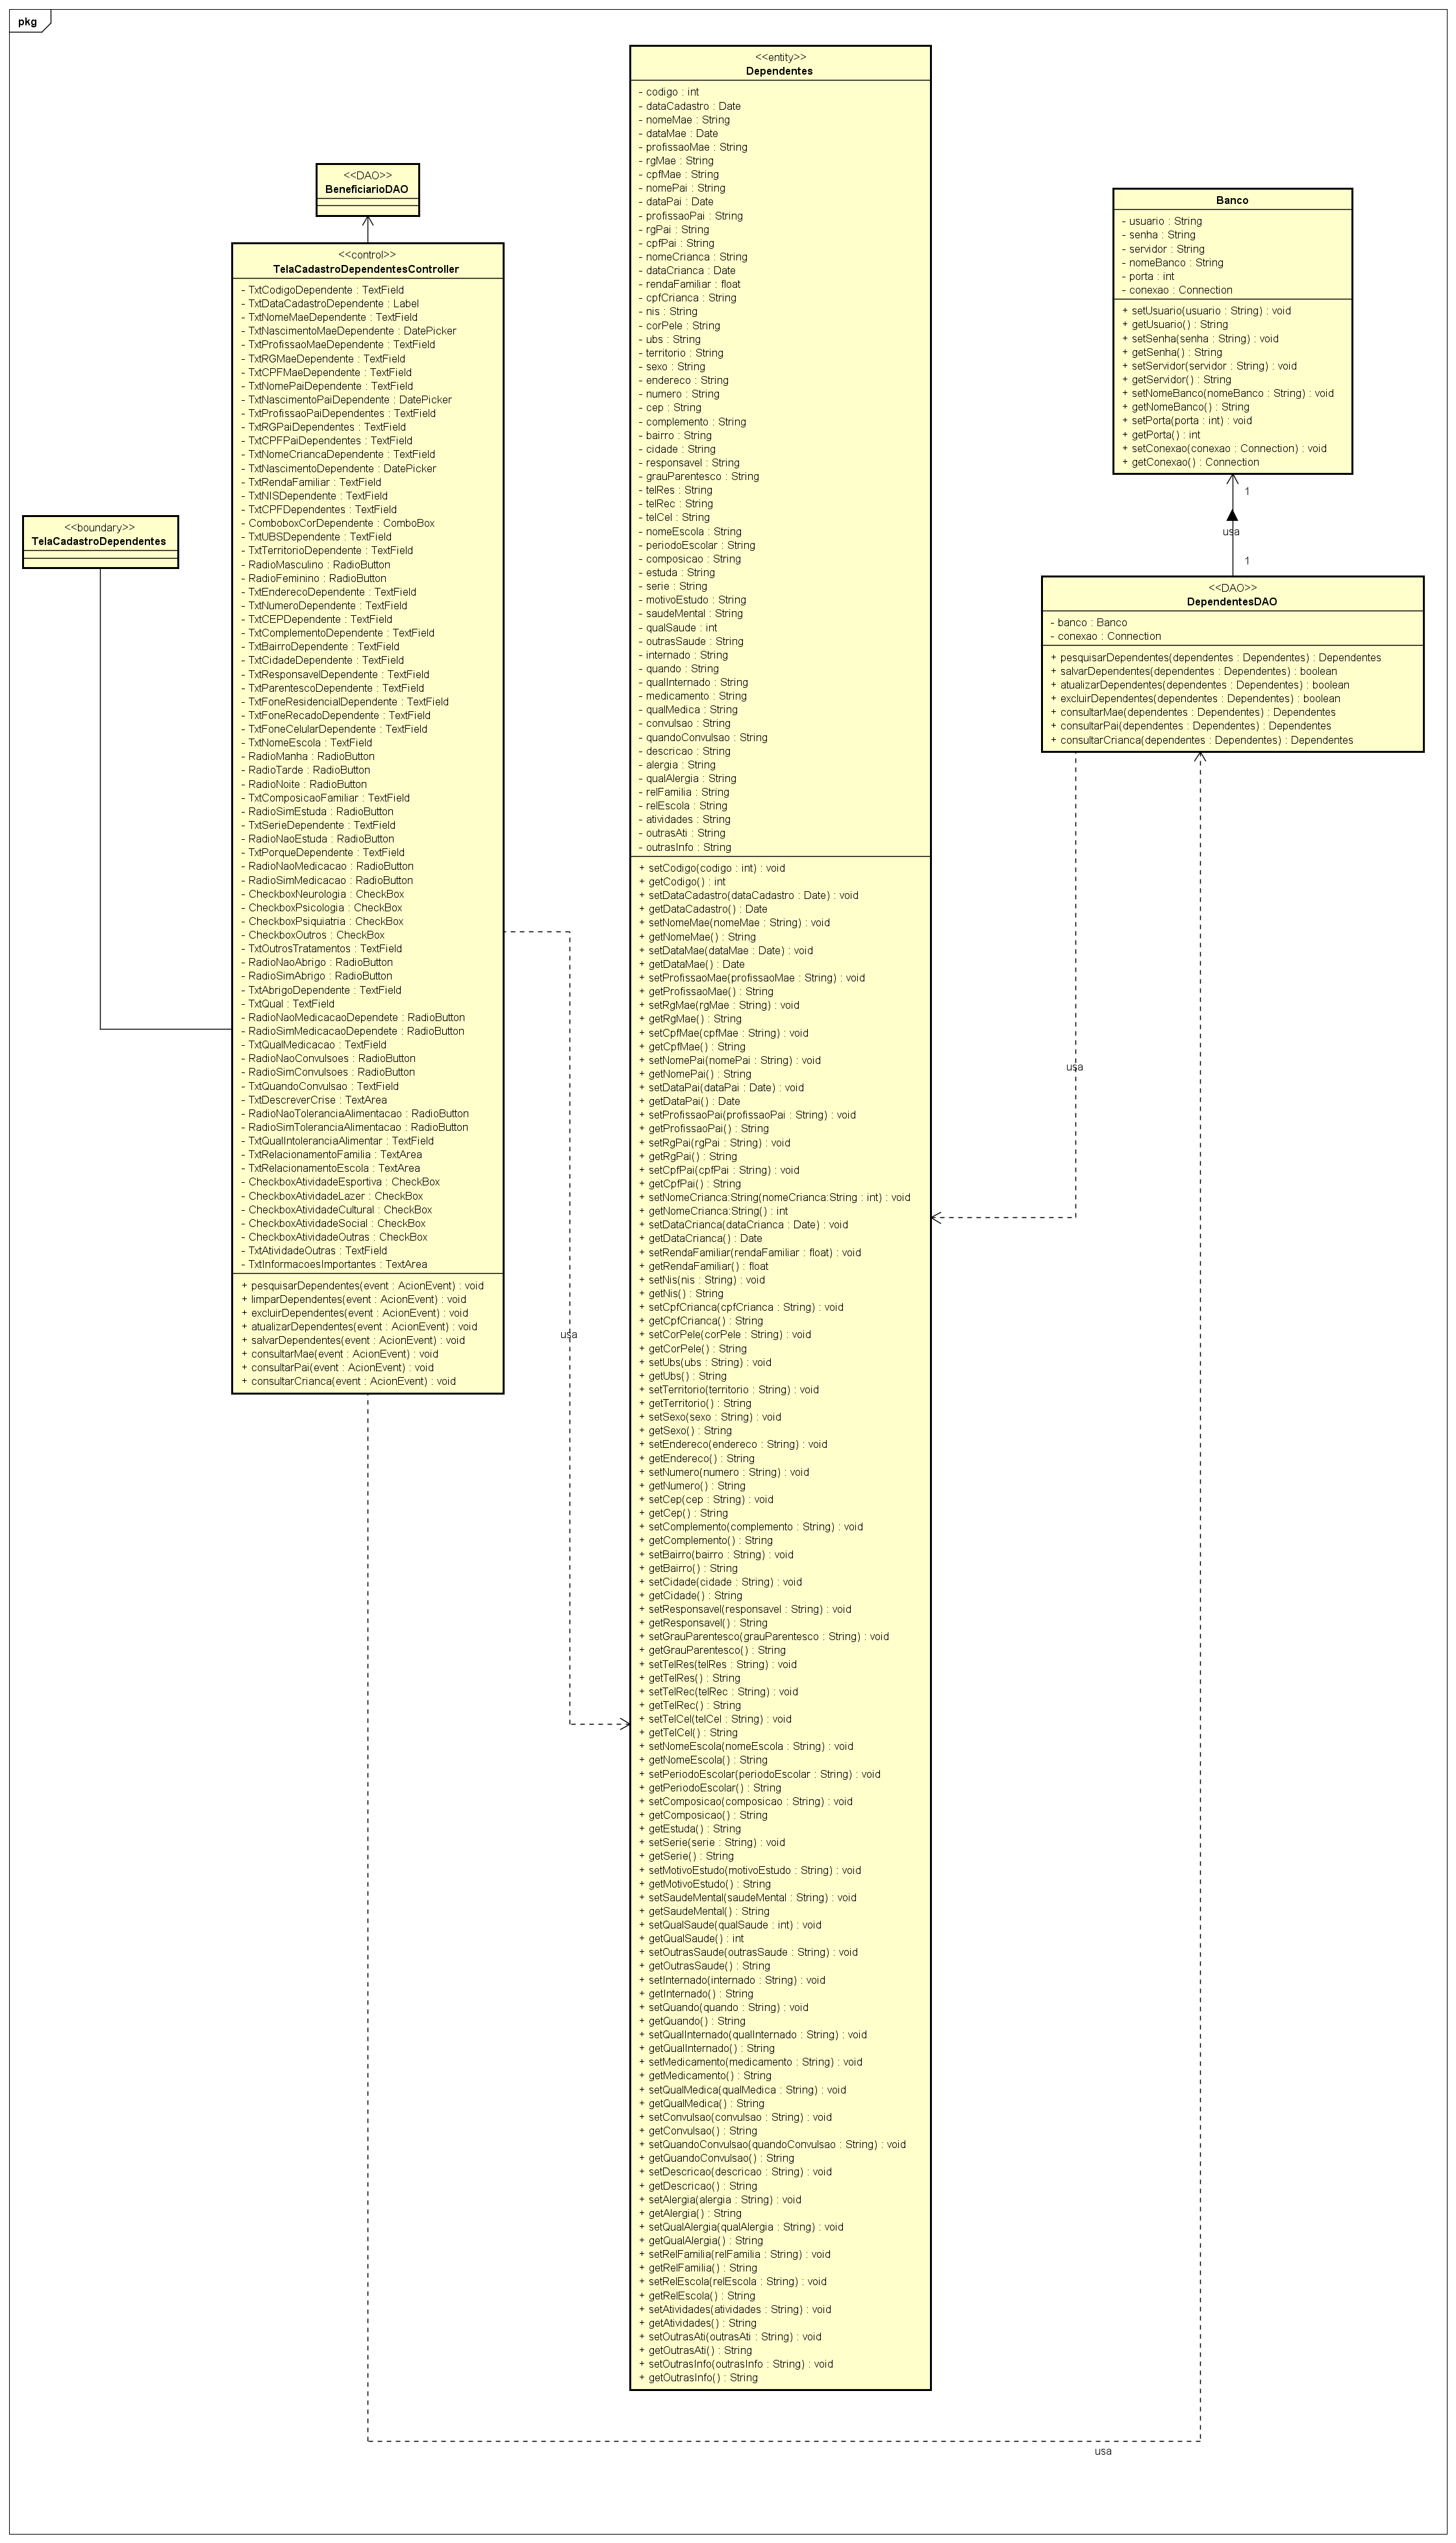 pkg
<<boundary>>
TelaCadastroDependentes
<<DAO>>
BeneficiarioDAO
<<control>>
TelaCadastroDependentesController
- TxtCodigoDependente : TextField
- TxtDataCadastroDependente : Label
- TxtNomeMaeDependente : TextField
- TxtNascimentoMaeDependente : DatePicker
- TxtProfissaoMaeDependente : TextField
- TxtRGMaeDependente : TextField
- TxtCPFMaeDependente : TextField
- TxtNomePaiDependente : TextField
- TxtNascimentoPaiDependente : DatePicker
- TxtProfissaoPaiDependentes : TextField
- TxtRGPaiDependentes : TextField
- TxtCPFPaiDependentes : TextField
- TxtNomeCriancaDependente : TextField
- TxtNascimentoDependente : DatePicker
- TxtRendaFamiliar : TextField
- TxtNISDependente : TextField
- TxtCPFDependentes : TextField
- ComboboxCorDependente : ComboBox
- TxtUBSDependente : TextField
- TxtTerritorioDependente : TextField
- RadioMasculino : RadioButton
- RadioFeminino : RadioButton
- TxtEnderecoDependente : TextField
- TxtNumeroDependente : TextField
- TxtCEPDependente : TextField
- TxtComplementoDependente : TextField
- TxtBairroDependente : TextField
- TxtCidadeDependente : TextField
- TxtResponsavelDependente : TextField
- TxtParentescoDependente : TextField
- TxtFoneResidencialDependente : TextField
- TxtFoneRecadoDependente : TextField
- TxtFoneCelularDependente : TextField
- TxtNomeEscola : TextField
- RadioManha : RadioButton
- RadioTarde : RadioButton
- RadioNoite : RadioButton
- TxtComposicaoFamiliar : TextField
- RadioSimEstuda : RadioButton
- TxtSerieDependente : TextField
- RadioNaoEstuda : RadioButton
- TxtPorqueDependente : TextField
- RadioNaoMedicacao : RadioButton
- RadioSimMedicacao : RadioButton
- CheckboxNeurologia : CheckBox
- CheckboxPsicologia : CheckBox
- CheckboxPsiquiatria : CheckBox
- CheckboxOutros : CheckBox
- TxtOutrosTratamentos : TextField
- RadioNaoAbrigo : RadioButton
- RadioSimAbrigo : RadioButton
- TxtAbrigoDependente : TextField
- TxtQual : TextField
- RadioNaoMedicacaoDependete : RadioButton
- RadioSimMedicacaoDependete : RadioButton
- TxtQualMedicacao : TextField
- RadioNaoConvulsoes : RadioButton
- RadioSimConvulsoes : RadioButton
- TxtQuandoConvulsao : TextField
- TxtDescreverCrise : TextArea
- RadioNaoToleranciaAlimentacao : RadioButton
- RadioSimToleranciaAlimentacao : RadioButton
- TxtQualIntoleranciaAlimentar : TextField
- TxtRelacionamentoFamilia : TextArea
- TxtRelacionamentoEscola : TextArea
- CheckboxAtividadeEsportiva : CheckBox
- CheckboxAtividadeLazer : CheckBox
- CheckboxAtividadeCultural : CheckBox
- CheckboxAtividadeSocial : CheckBox
- CheckboxAtividadeOutras : CheckBox
- TxtAtividadeOutras : TextField
- TxtInformacoesImportantes : TextArea
+ pesquisarDependentes(event : AcionEvent) : void
+ limparDependentes(event : AcionEvent) : void
+ excluirDependentes(event : AcionEvent) : void
+ atualizarDependentes(event : AcionEvent) : void
+ salvarDependentes(event : AcionEvent) : void
+ consultarMae(event : AcionEvent) : void
+ consultarPai(event : AcionEvent) : void
+ consultarCrianca(event : AcionEvent) : void
usa
<<entity>>
Dependentes
- codigo : int
- dataCadastro : Date
- nomeMae : String
- dataMae : Date
- profissaoMae : String
- rgMae : String
- cpfMae : String
- nomePai : String
- dataPai : Date
- profissaoPai : String
- rgPai : String
- cpfPai : String
- nomeCrianca : String
- dataCrianca : Date
- rendaFamiliar : float
- cpfCrianca : String
- nis : String
- corPele : String
- ubs : String
- territorio : String
- sexo : String
- endereco : String
- numero : String
- cep : String
- complemento : String
- bairro : String
- cidade : String
- responsavel : String
- grauParentesco : String
- telRes : String
- telRec : String
- telCel : String
- nomeEscola : String
- periodoEscolar : String
- composicao : String
- estuda : String
- serie : String
- motivoEstudo : String
- saudeMental : String
- qualSaude : int
- outrasSaude : String
- internado : String
- quando : String
- qualInternado : String
- medicamento : String
- qualMedica : String
- convulsao : String
- quandoConvulsao : String
- descricao : String
- alergia : String
- qualAlergia : String
- relFamilia : String
- relEscola : String
- atividades : String
- outrasAti : String
- outrasInfo : String
+ setCodigo(codigo : int) : void
+ getCodigo() : int
+ setDataCadastro(dataCadastro : Date) : void
+ getDataCadastro() : Date
+ setNomeMae(nomeMae : String) : void
+ getNomeMae() : String
+ setDataMae(dataMae : Date) : void
+ getDataMae() : Date
+ setProfissaoMae(profissaoMae : String) : void
+ getProfissaoMae() : String
+ setRgMae(rgMae : String) : void
+ getRgMae() : String
+ setCpfMae(cpfMae : String) : void
+ getCpfMae() : String
+ setNomePai(nomePai : String) : void
+ getNomePai() : String
+ setDataPai(dataPai : Date) : void
+ getDataPai() : Date
+ setProfissaoPai(profissaoPai : String) : void
+ getProfissaoPai() : String
+ setRgPai(rgPai : String) : void
+ getRgPai() : String
+ setCpfPai(cpfPai : String) : void
+ getCpfPai() : String
+ setNomeCrianca:String(nomeCrianca:String : int) : void
+ getNomeCrianca:String() : int
+ setDataCrianca(dataCrianca : Date) : void
+ getDataCrianca() : Date
+ setRendaFamiliar(rendaFamiliar : float) : void
+ getRendaFamiliar() : float
+ setNis(nis : String) : void
+ getNis() : String
+ setCpfCrianca(cpfCrianca : String) : void
+ getCpfCrianca() : String
+ setCorPele(corPele : String) : void
+ getCorPele() : String
+ setUbs(ubs : String) : void
+ getUbs() : String
+ setTerritorio(territorio : String) : void
+ getTerritorio() : String
+ setSexo(sexo : String) : void
+ getSexo() : String
+ setEndereco(endereco : String) : void
+ getEndereco() : String
+ setNumero(numero : String) : void
+ getNumero() : String
+ setCep(cep : String) : void
+ getCep() : String
+ setComplemento(complemento : String) : void
+ getComplemento() : String
+ setBairro(bairro : String) : void
+ getBairro() : String
+ setCidade(cidade : String) : void
+ getCidade() : String
+ setResponsavel(responsavel : String) : void
+ getResponsavel() : String
+ setGrauParentesco(grauParentesco : String) : void
+ getGrauParentesco() : String
+ setTelRes(telRes : String) : void
+ getTelRes() : String
+ setTelRec(telRec : String) : void
+ getTelRec() : String
+ setTelCel(telCel : String) : void
+ getTelCel() : String
+ setNomeEscola(nomeEscola : String) : void
+ getNomeEscola() : String
+ setPeriodoEscolar(periodoEscolar : String) : void
+ getPeriodoEscolar() : String
+ setComposicao(composicao : String) : void
+ getComposicao() : String
+ getEstuda() : String
+ setSerie(serie : String) : void
+ getSerie() : String
+ setMotivoEstudo(motivoEstudo : String) : void
+ getMotivoEstudo() : String
+ setSaudeMental(saudeMental : String) : void
+ getSaudeMental() : String
+ setQualSaude(qualSaude : int) : void
+ getQualSaude() : int
+ setOutrasSaude(outrasSaude : String) : void
+ getOutrasSaude() : String
+ setInternado(internado : String) : void
+ getInternado() : String
+ setQuando(quando : String) : void
+ getQuando() : String
+ setQualInternado(qualInternado : String) : void
+ getQualInternado() : String
+ setMedicamento(medicamento : String) : void
+ getMedicamento() : String
+ setQualMedica(qualMedica : String) : void
+ getQualMedica() : String
+ setConvulsao(convulsao : String) : void
+ getConvulsao() : String
+ setQuandoConvulsao(quandoConvulsao : String) : void
+ getQuandoConvulsao() : String
+ setDescricao(descricao : String) : void
+ getDescricao() : String
+ setAlergia(alergia : String) : void
+ getAlergia() : String
+ setQualAlergia(qualAlergia : String) : void
+ getQualAlergia() : String
+ setRelFamilia(relFamilia : String) : void
+ getRelFamilia() : String
+ setRelEscola(relEscola : String) : void
+ getRelEscola() : String
+ setAtividades(atividades : String) : void
+ getAtividades() : String
+ setOutrasAti(outrasAti : String) : void
+ getOutrasAti() : String
+ setOutrasInfo(outrasInfo : String) : void
+ getOutrasInfo() : String
Banco
- usuario : String
- senha : String
- servidor : String
- nomeBanco : String
- porta : int
- conexao : Connection
+ setUsuario(usuario : String) : void
+ getUsuario() : String
+ setSenha(senha : String) : void
+ getSenha() : String
+ setServidor(servidor : String) : void
+ getServidor() : String
+ setNomeBanco(nomeBanco : String) : void
+ getNomeBanco() : String
+ setPorta(porta : int) : void
+ getPorta() : int
+ setConexao(conexao : Connection) : void
+ getConexao() : Connection
1
usa
1
<<DAO>>
DependentesDAO
- banco : Banco
- conexao : Connection
+ pesquisarDependentes(dependentes : Dependentes) : Dependentes
+ salvarDependentes(dependentes : Dependentes) : boolean
+ atualizarDependentes(dependentes : Dependentes) : boolean
+ excluirDependentes(dependentes : Dependentes) : boolean
+ consultarMae(dependentes : Dependentes) : Dependentes
+ consultarPai(dependentes : Dependentes) : Dependentes
+ consultarCrianca(dependentes : Dependentes) : Dependentes
usa
usa